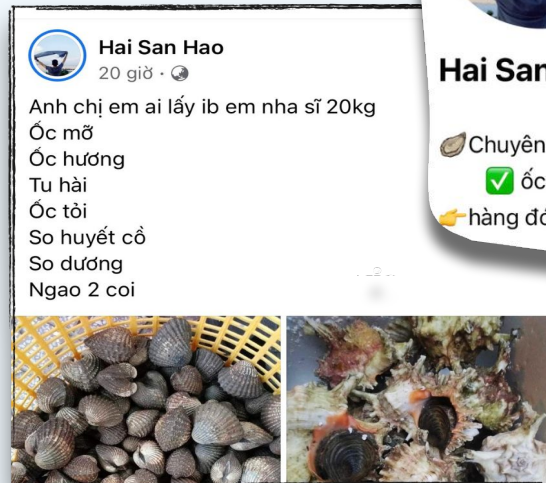 Hai San Hao
20 giờ ·
Anh chị em ai lấy ib em nha sĩ 20kg
Ốc mỡ
Ốc hương
Tu hài
Ốc tỏi
So huyết cồ
So dương
Ngao 2 coi
Hai San
Chuyên
ốc
hàng